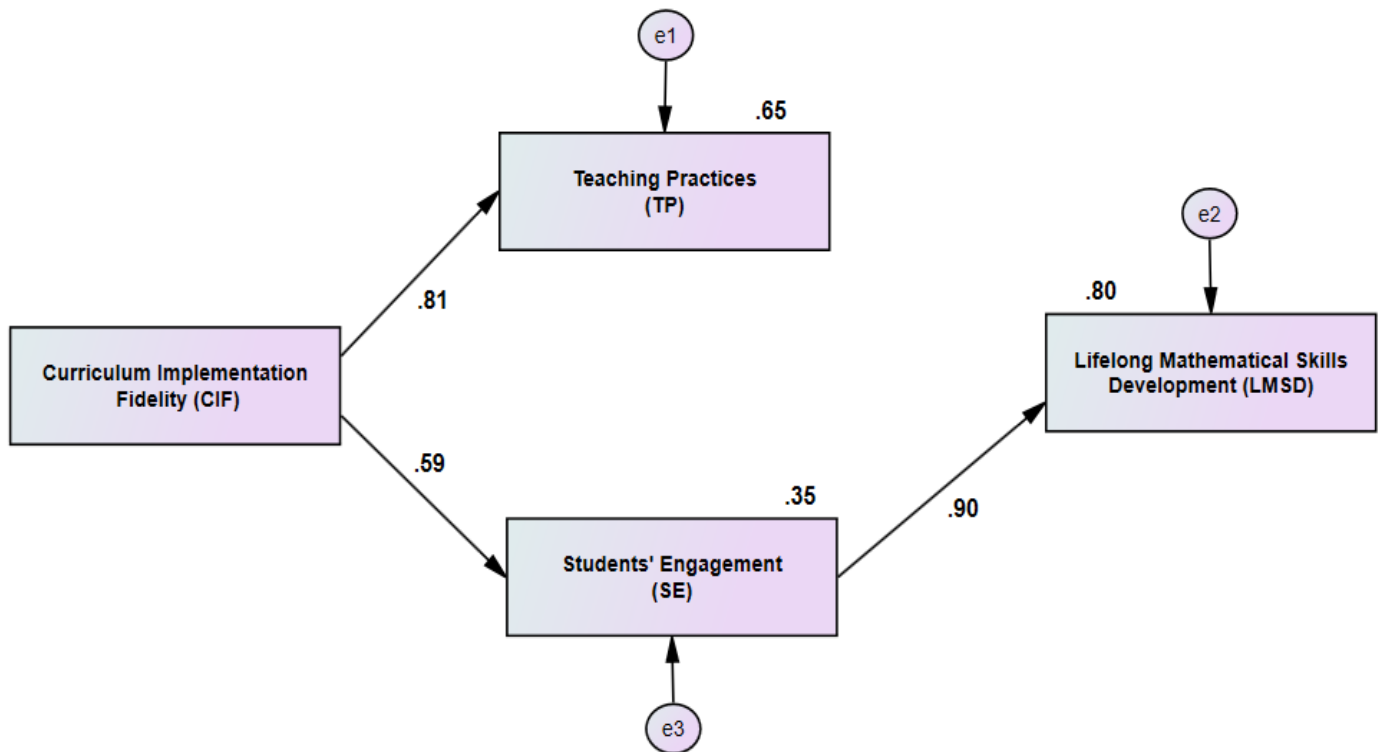 e1
.65
Teaching Practices
(TP)
e2
.81
.80
Curriculum Implementation
Fidelity (CIF)
Lifelong Mathematical Skills
Development (LMSD)
.59
.35
.90
Students' Engagement
(SE)
e3